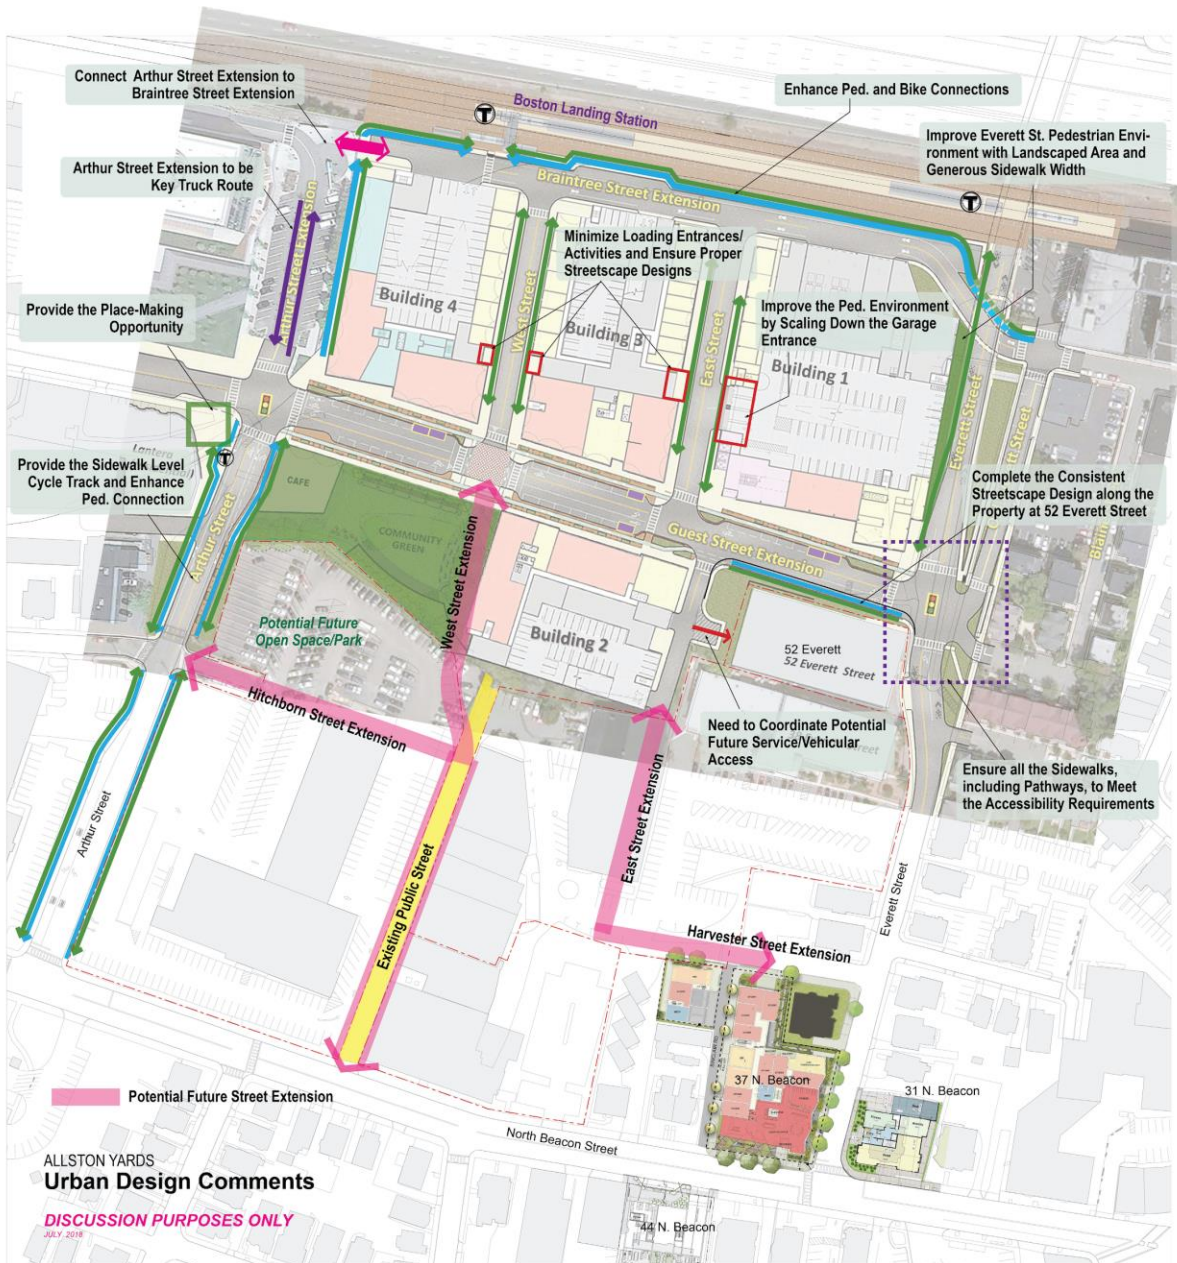 Connect Arthur Street Extension to
Braintree Street Extension
T
Boston Landing Station
Enhance Ped. and Bike Connections
Improve Everett St. Pedestrian Envi-
ronment with Landscaped Area and
Generous Sidewalk Width
Arthur Street Extension to be
Key Truck Route
Braintree Street Extension
T
Arthur Street Extension
Minimize Loading Entrances/
Activities and Ensure Proper
Streetscape Designs
Building 4
West Street
Building 3
East Street
Improve the Ped. Environment
by Scaling Down the Garage
Entrance
Building 1
Provide the Place-Making
Opportunity
Everett Street
Lantera
T
Provide the Sidewalk Level
Cycle Track and Enhance
Ped. Connection
CAFE
COMMUNITY
GREEN
Arthur Street
West Street Extension
Guest Street Extension
Complete the Consistent
Streetscape Design along the
Property at 52 Everett Street
Potential Future
Open Space/Park
Building 2
52 Everett
52 Everett Street
Hitchborn Street Extension
Need to Coordinate Potential
Future Service/Vehicular
Access
Ensure all the Sidewalks,
including Pathways, to Meet
the Accessibility Requirements
Arthur Street
Existing Public Street
East Street Extension
Everett Street
Harvester Street Extension
37 N. Beacon
31 N. Beacon
Potential Future Street Extension
North Beacon Street
ALLSTON YARDS
Urban Design Comments
DISCUSSION PURPOSES ONLY
JULY 2018
44 N. Beacon